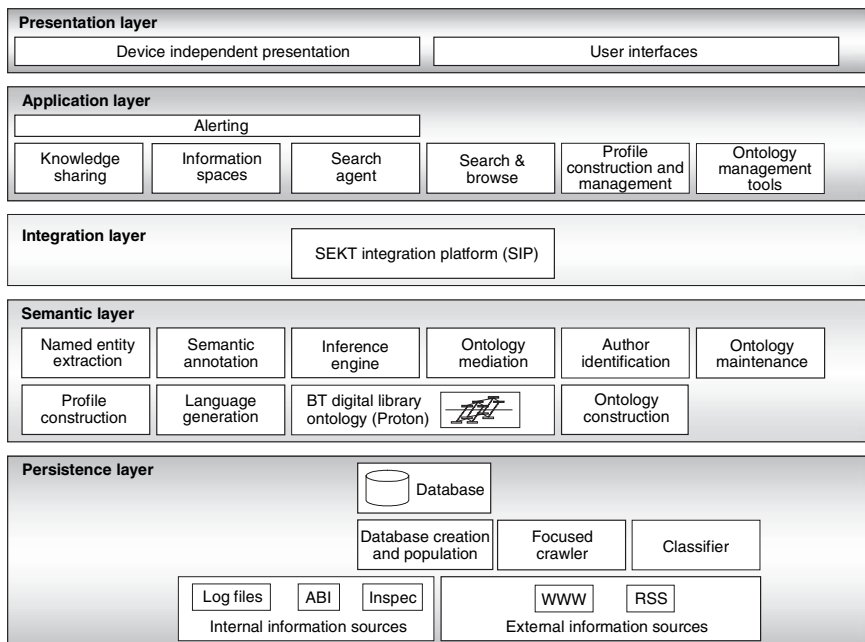 Presentation layer
Device independent presentation
User interfaces
Application layer
Alerting
Knowledge
sharing
Information
spaces
Search
agent
Search &
browse
Profile
construction and
management
Ontology
management
tools
Integration layer
SEKT integration platform (SIP)
Semantic layer
Named entity
extraction
Semantic
annotation
Inference
engine
Ontology
mediation
Author
identification
Ontology
maintenance
Profile
construction
Language
generation
BT digital library
ontology (Proton)
Ontology
construction
Persistence layer
Database
Database creation
and population
Focused
crawler
Classifier
Log files
ABI
Inspec
Internal information sources
WWW
RSS
External information sources